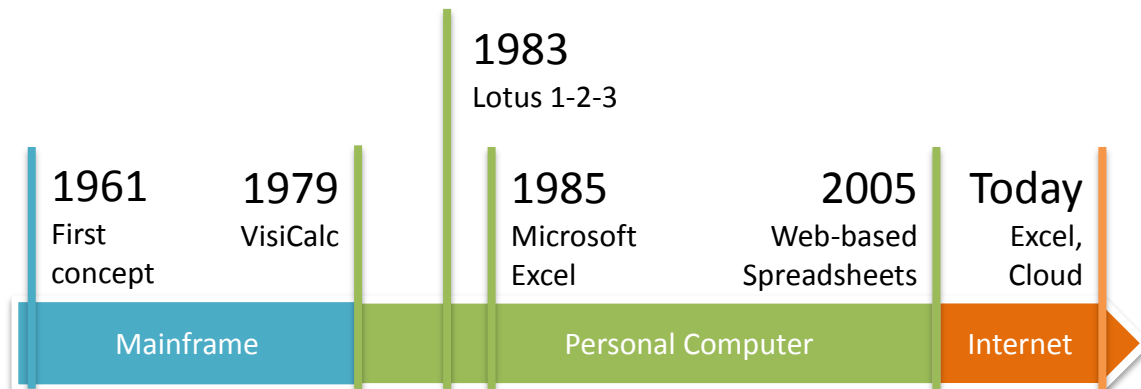 1983
Lotus 1-2-3
1961
First
concept
1979
VisiCalc
1985
Microsoft
Excel
2005
Web-based
Spreadsheets
Today
Excel,
Cloud
Mainframe
Personal Computer
Internet